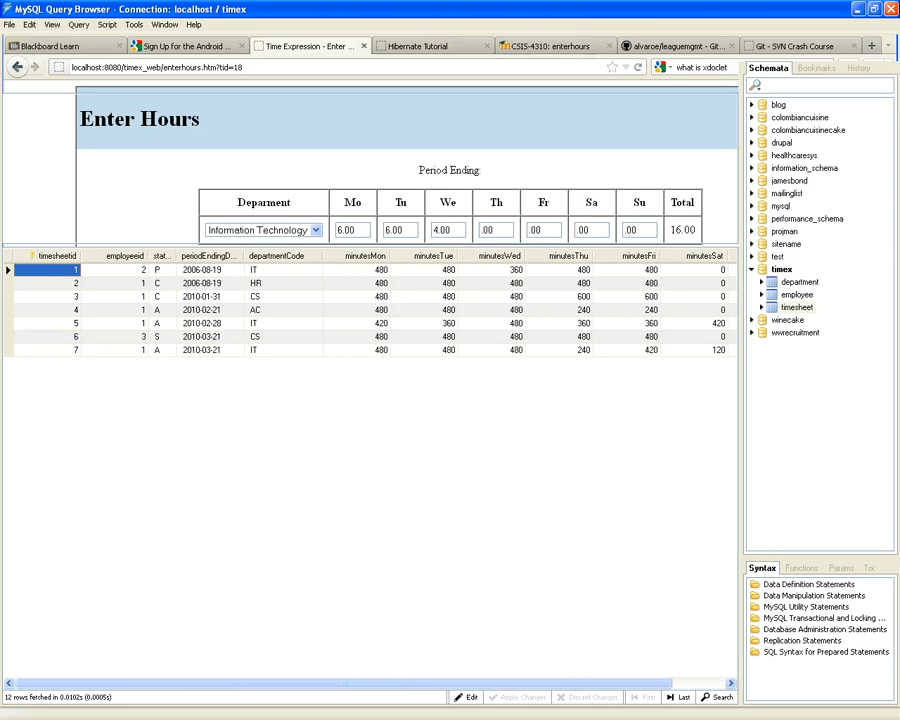 MySQL Query Browser - Connection: localhost / timex
File Edit View Query Script Tools Window Help
Blackboard Learn × Sign Up for the Android ... × Time Expression - Enter ... × Hibernate Tutorial × CSIS-4310: enterhours × alvaroe/leaguemgmt - Git... × Git - SVN Crash Course ×
localhost:8080/timex_web/enterhours.htm?tid=18 what is xdoclet
Schemata Bookmarks History
Enter Hours
Period Ending:
Deparment Mo Tu We Th Fr Sa Su Total
Information Technology 6.00 6.00 4.00 .00 .00 .00 .00 16.00
timesheetid employeeid stat... periodEndingD... departmentCode minutesMon minutesTue minutesWed minutesThu minutesFri minutesSat
1 2 P 2006-08-19 IT 480 480 360 480 480 0
2 1 C 2006-08-19 HR 480 480 480 480 480 0
3 1 C 2010-01-31 CS 480 480 480 600 600 0
4 1 A 2010-02-21 AC 480 480 480 240 240 0
5 1 A 2010-02-28 IT 420 360 480 360 360 420
6 3 S 2010-03-21 CS 480 480 480 480 480 0
7 1 A 2010-03-21 IT 480 480 480 240 420 120
blog
colombiancuisine
colombiancuisinecake
drupal
healthcaresys
information_schema
jamesbond
mailinglist
mysql
performance_schema
projman
sitename
test
timex
department
employee
timesheet
winecake
wwrecruitment
Syntax Functions Params Trx
Data Definition Statements
Data Manipulation Statements
MySQL Utility Statements
MySQL Transactional and Locking ...
Database Administration Statements
Replication Statements
SQL Syntax for Prepared Statements
12 rows fetched in 0.0102s (0.0005s) Edit Apply Changes Discard Changes First Last Search